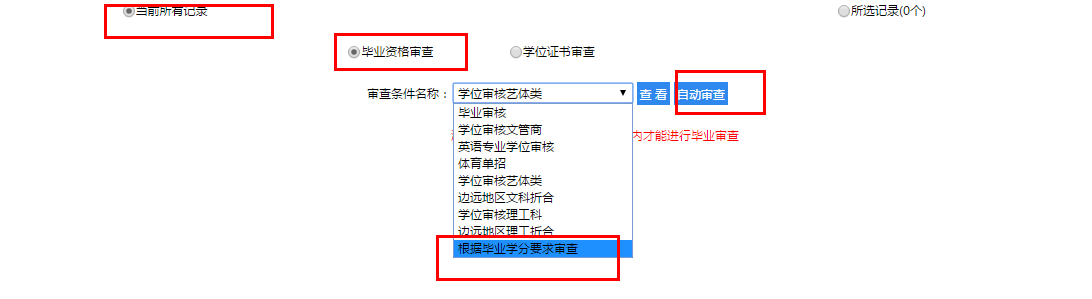 当前所有记录 所选记录(0个)
毕业资格审查 学位证书审查
审查条件名称： 学位审核艺体类 查 看 自动审查
毕业审核
学位审核文管商
内才能进行毕业审查
英语专业学位审核
体育单招
学位审核艺体类
边远地区文科折合
学位审核理工科
边远地区理工折合
根据毕业学分要求审查